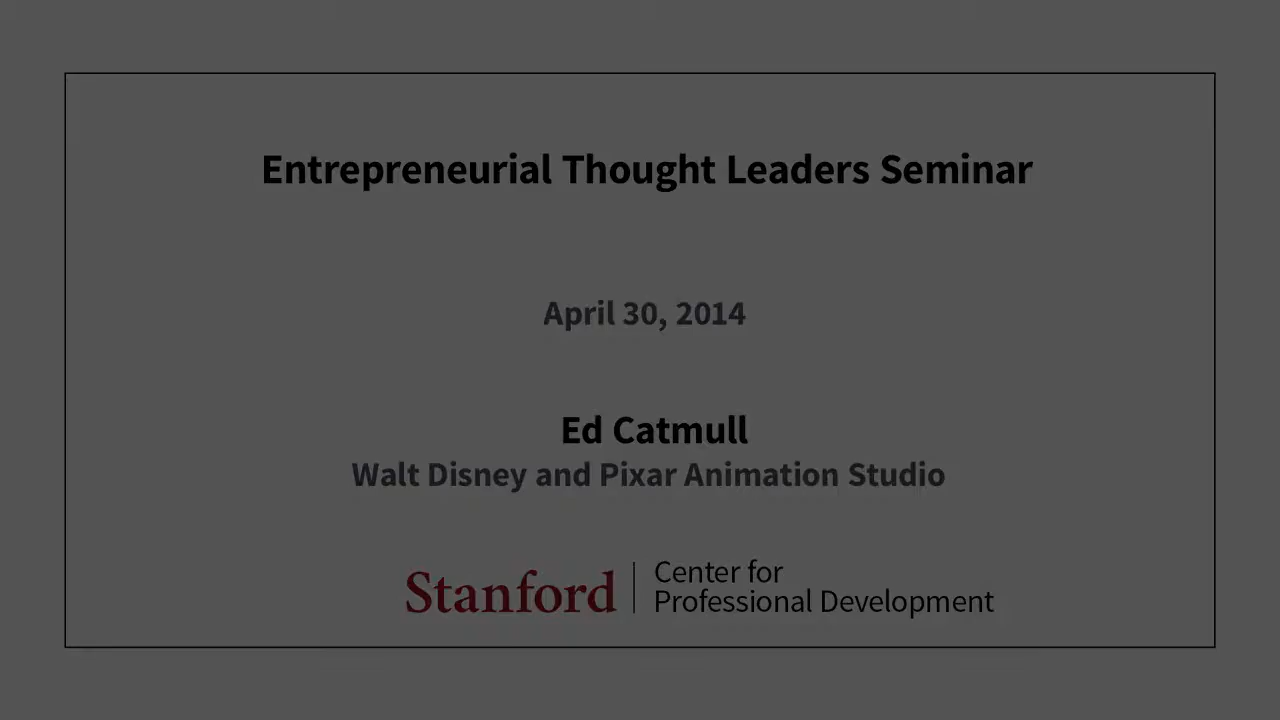 Entrepreneurial Thought Leaders Seminar
April 30, 2014
Ed Catmull
Walt Disney and Pixar Animation Studio
Stanford
Center for
Professional Development